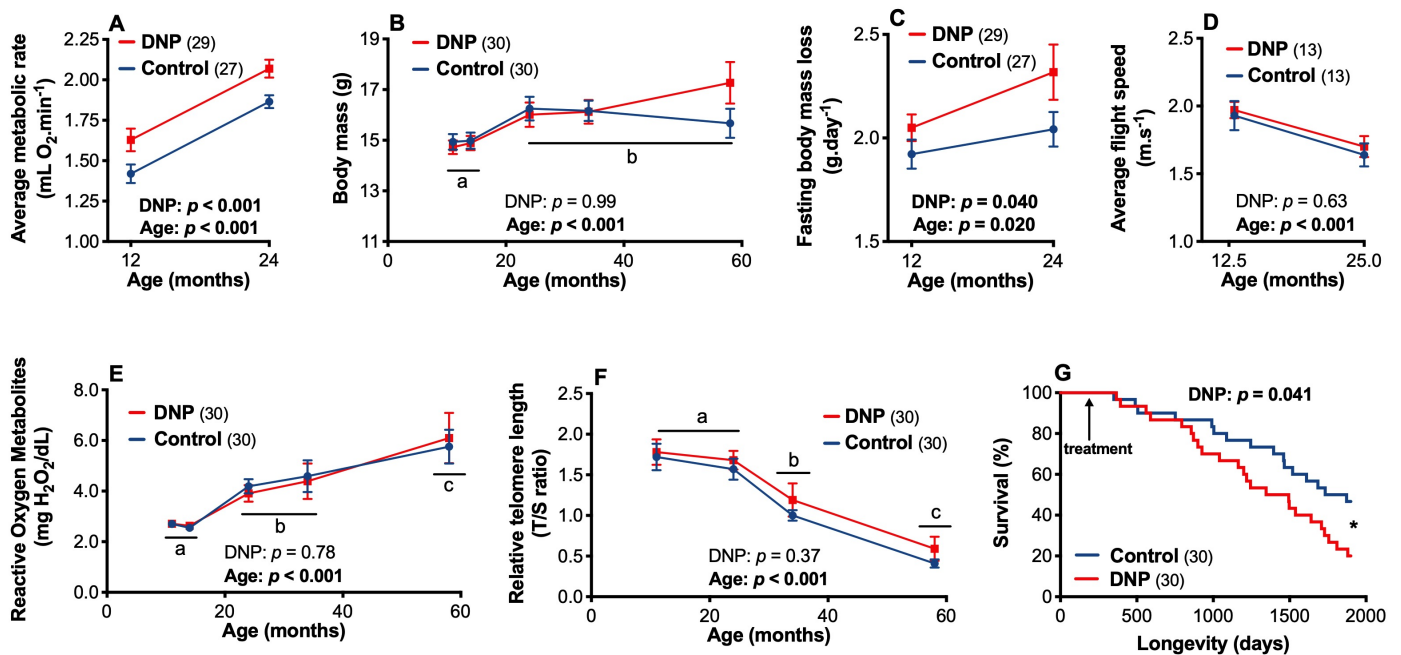 A
Average metabolic rate
(mL O₂.min⁻¹)
2.25
2.00
1.75
1.50
1.25
1.00
DNP (29)
Control (27)
DNP: p < 0.001
Age: p < 0.001
12
24
Age (months)
B
Body mass (g)
19
17
15
13
11
DNP (30)
Control (30)
a
b
DNP: p = 0.99
Age: p < 0.001
0
20
40
60
Age (months)
C
Fasting body mass loss
(g.day⁻¹)
2.5
2.0
1.5
DNP (29)
Control (27)
DNP: p = 0.040
Age: p = 0.020
12
24
Age (months)
D
Average flight speed
(m.s⁻¹)
2.5
2.0
1.5
1.0
DNP (13)
Control (13)
DNP: p = 0.63
Age: p < 0.001
12.5
25.0
Age (months)
E
Reactive Oxygen Metabolites
(mg H₂O₂/dL)
8.0
6.0
4.0
2.0
0.0
DNP (30)
Control (30)
a
b
c
DNP: p = 0.78
Age: p < 0.001
0
20
40
60
Age (months)
F
Relative telomere length
(T/S ratio)
2.5
2.0
1.5
1.0
0.5
0.0
DNP (30)
Control (30)
a
b
c
DNP: p = 0.37
Age: p < 0.001
0
20
40
60
Age (months)
G
Survival (%)
100
80
60
40
20
0
DNP: p = 0.041
treatment
*
Control (30)
DNP (30)
0
500
1000
1500
2000
Longevity (days)